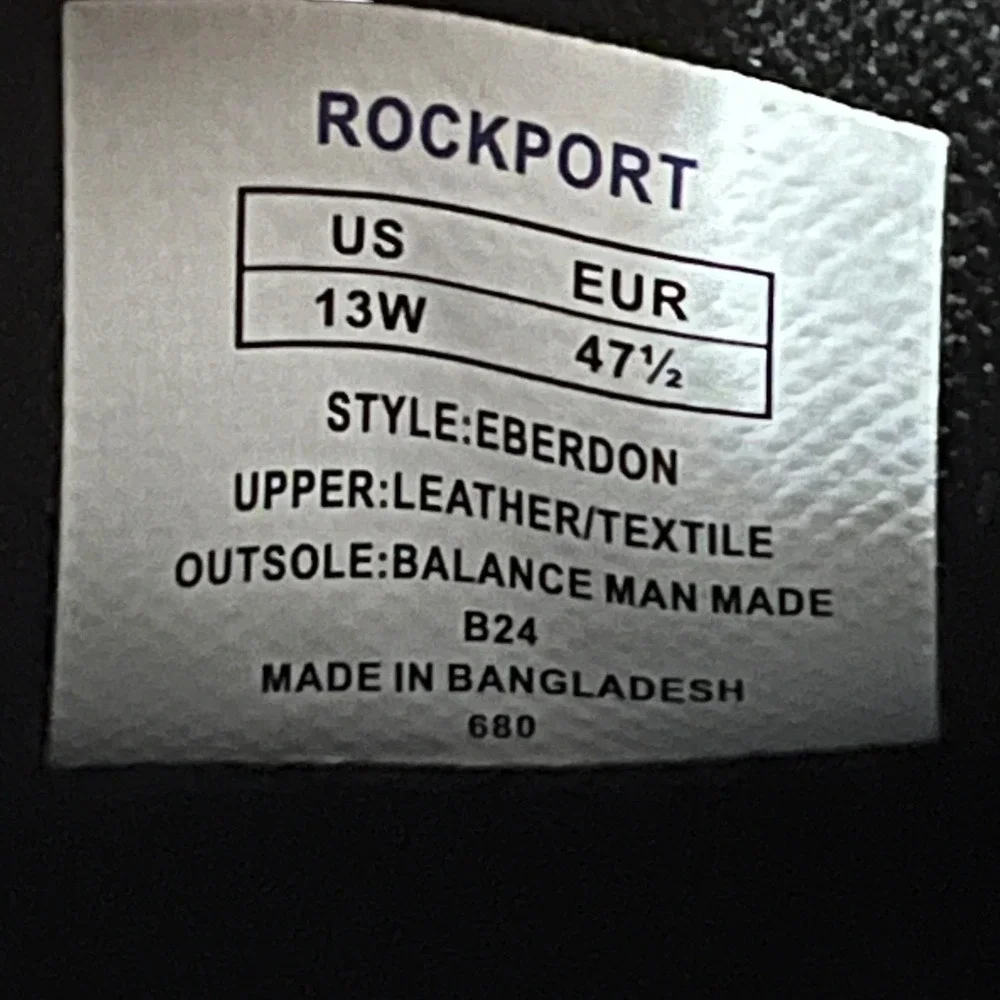 ROCKPORT
US EUR
13W 47½
STYLE:EBERDON
UPPER:LEATHER/TEXTILE
OUTSOLE:BALANCE MAN MADE
B24
MADE IN BANGLADESH
680